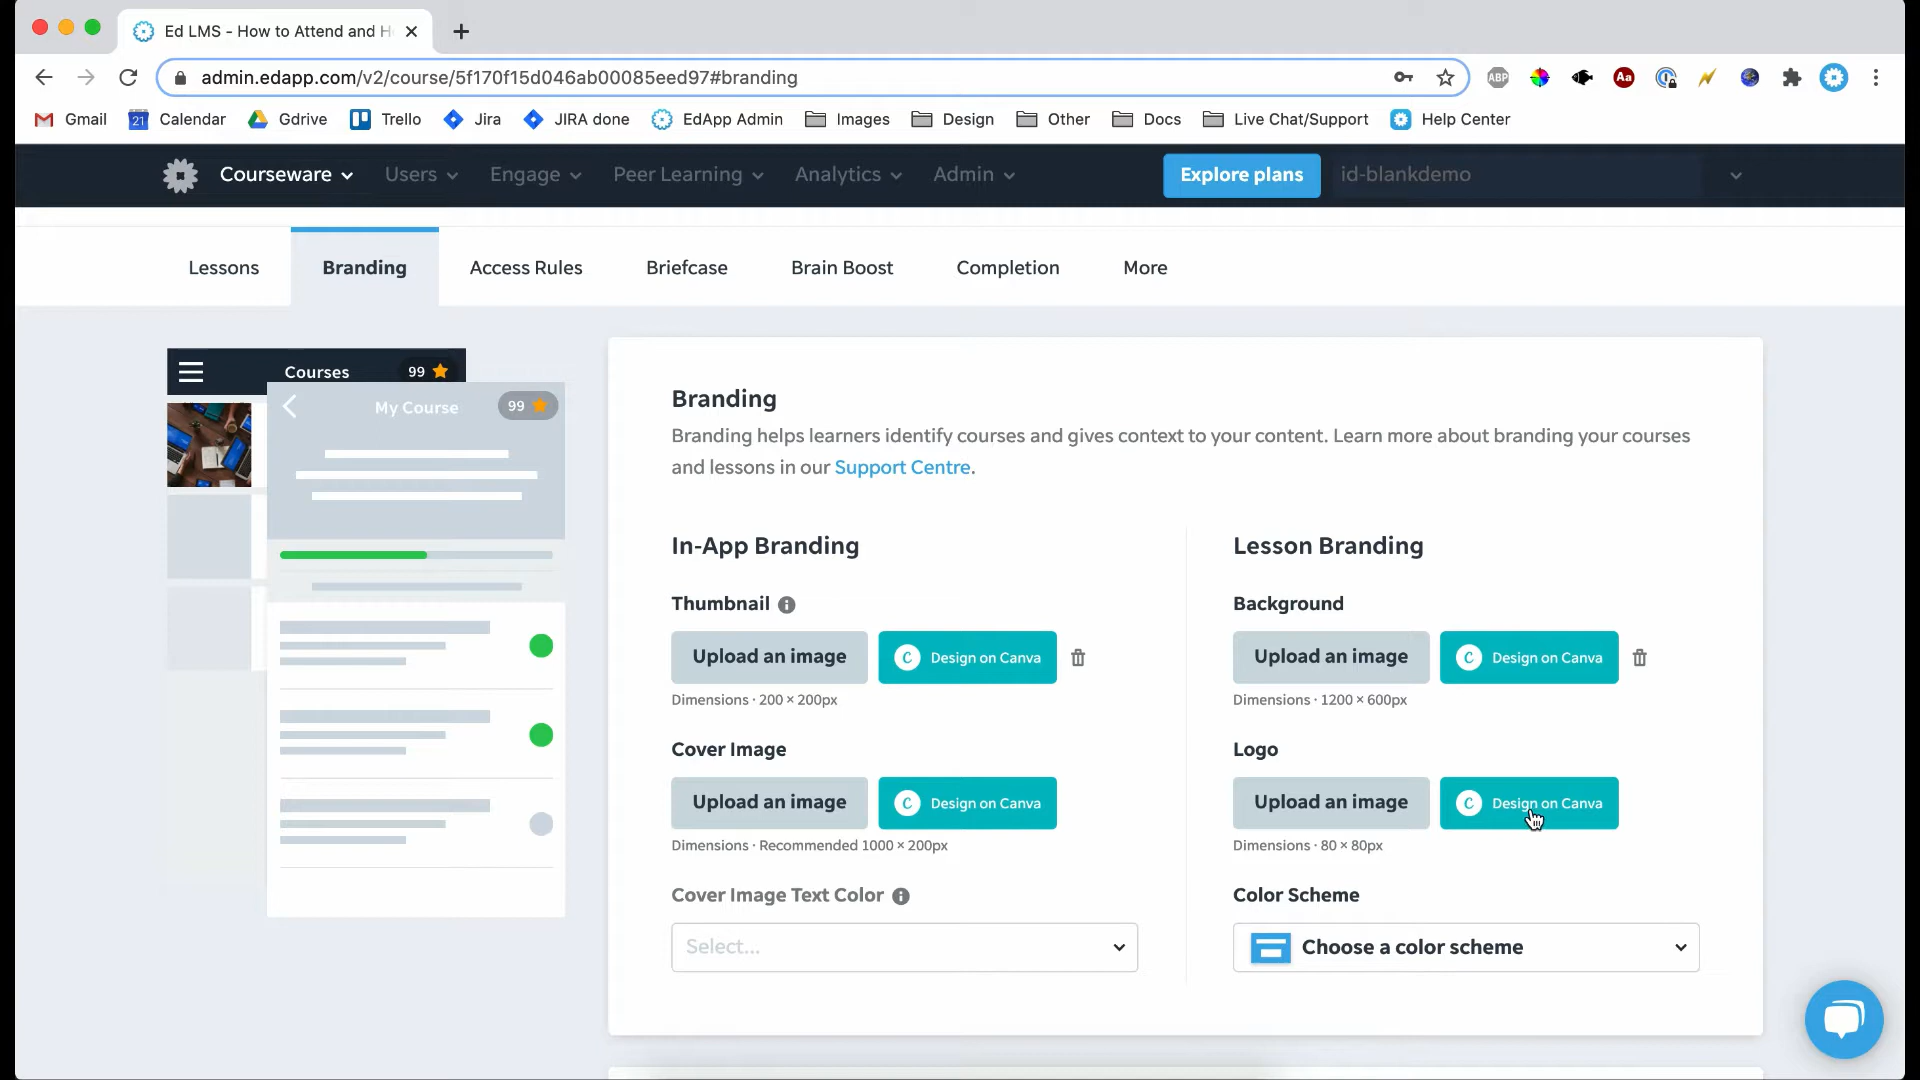 Ed LMS - How to Attend and H
admin.edapp.com/v2/course/5f170f15d046ab00085eed97#branding
ABP
Aa
Gmail
21
Calendar
Gdrive
Trello
Jira
JIRA done
EdApp Admin
Images
Design
Other
Docs
Live Chat/Support
Help Center
Courseware
Users
Engage
Peer Learning
Analytics
Admin
Explore plans
id-blankdemo
Lessons
Branding
Access Rules
Briefcase
Brain Boost
Completion
More
Courses
99
My Course
99
Branding
Branding helps learners identify courses and gives context to your content. Learn more about branding your courses
and lessons in our Support Centre.
In-App Branding
Thumbnail
Upload an image
C Design on Canva
Dimensions · 200 × 200px
Cover Image
Upload an image
C Design on Canva
Dimensions · Recommended 1000 × 200px
Cover Image Text Color
Select...
Lesson Branding
Background
Upload an image
C Design on Canva
Dimensions · 1200 × 600px
Logo
Upload an image
C Design on Canva
Dimensions · 80 × 80px
Color Scheme
Choose a color scheme